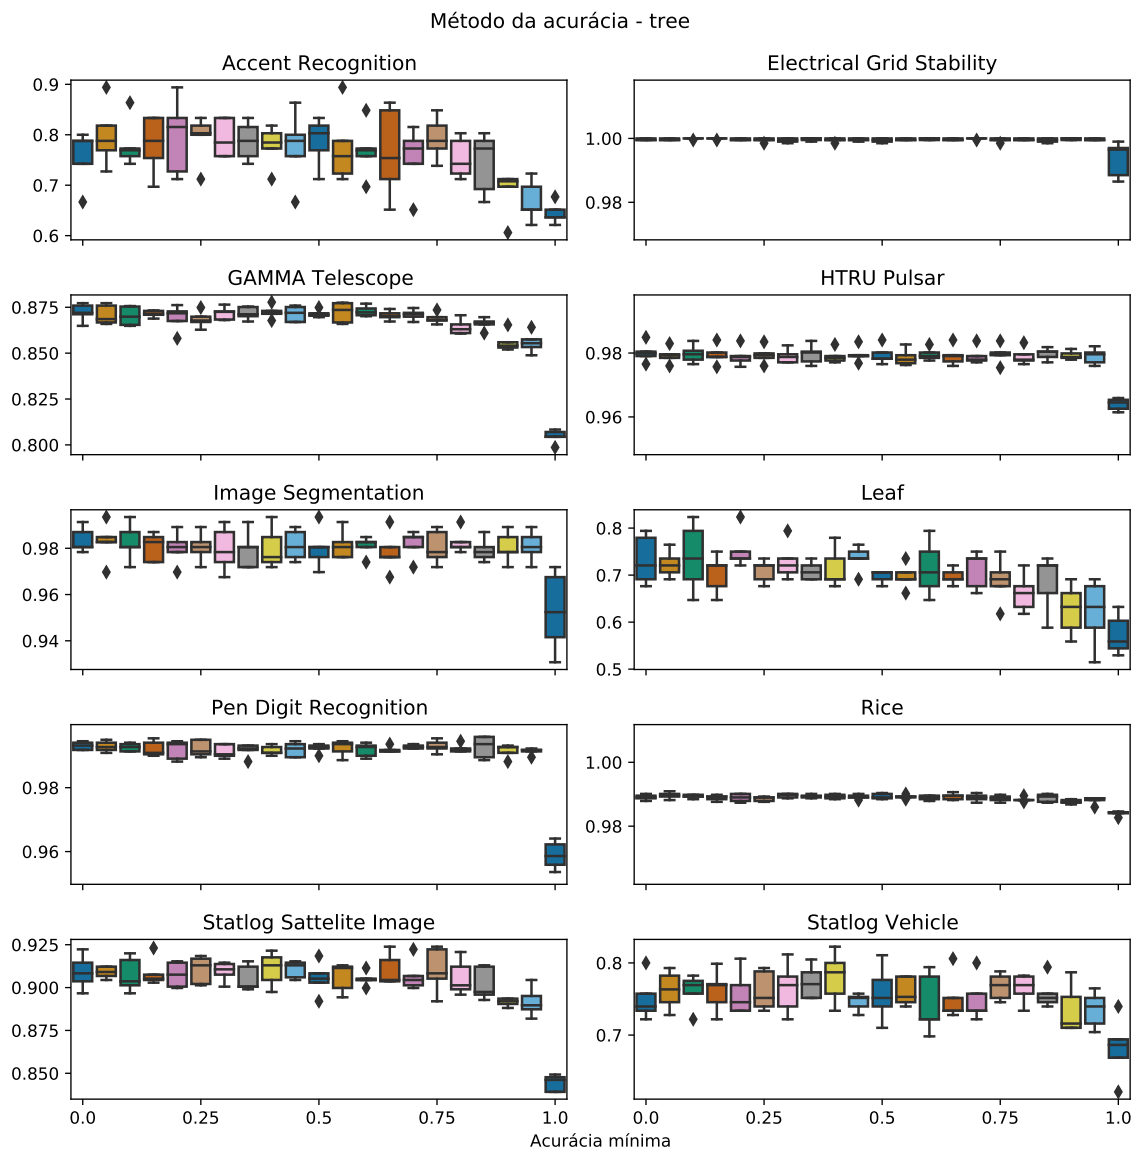 Método da acurácia - tree
Accent Recognition
Electrical Grid Stability
0.9
0.8
0.7
0.6
1.00
0.98
GAMMA Telescope
HTRU Pulsar
0.875
0.850
0.825
0.800
0.98
0.96
Image Segmentation
Leaf
0.98
0.96
0.94
0.8
0.7
0.6
0.5
Pen Digit Recognition
Rice
0.98
0.96
1.00
0.98
Statlog Sattelite Image
Statlog Vehicle
0.925
0.900
0.875
0.850
0.8
0.7
0.0 0.25 0.5 0.75 1.0
0.0 0.25 0.5 0.75 1.0
Acurácia mínima